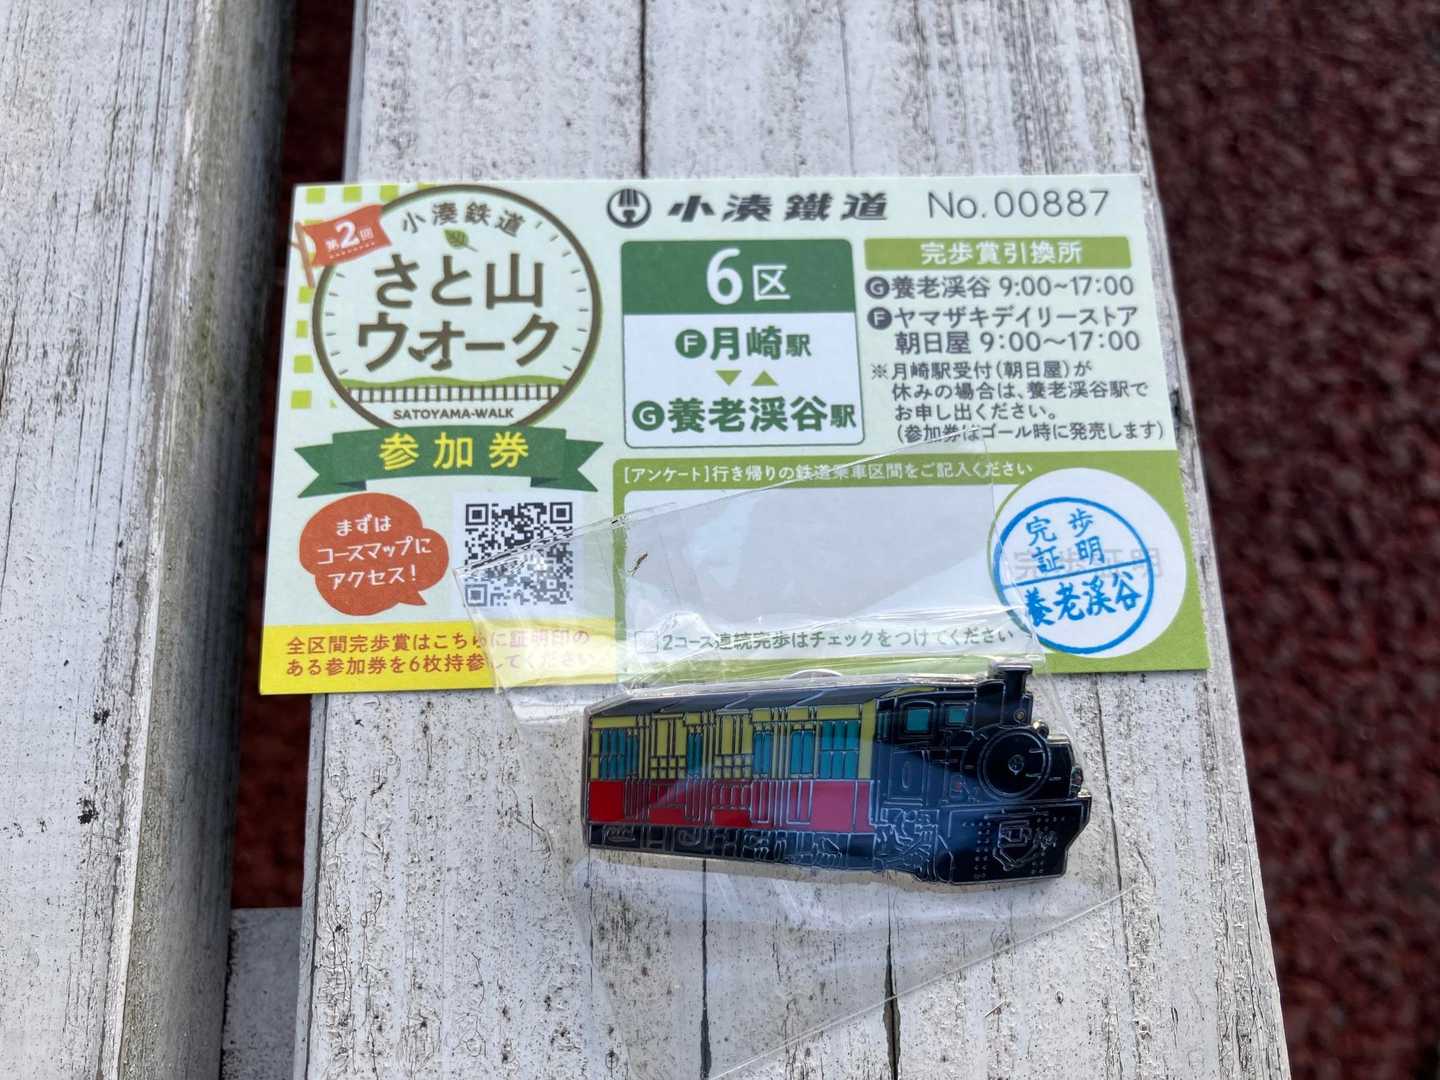 第2回
小湊鉄道
さと山
ウォーク
SATOYAMA-WALK
参加券
まずは
コースマップに
アクセス!
全区間完歩賞はこちらに証明印の
ある参加券を6枚持参してください
小湊鐵道 No.00887
6区
F月崎駅
▼▲
G養老渓谷駅
完歩賞引換所
G養老渓谷 9:00~17:00
Fヤマザキデイリーストア
朝日屋 9:00~17:00
※月崎駅受付(朝日屋)が
休みの場合は、養老渓谷駅で
お申し出ください。
(参加券はゴール時に発売します)
[アンケート]行き帰りの鉄道乗車区間をご記入ください
完歩証明
完歩
証明
養老渓谷
2コース連続完歩はチェックをつけてください